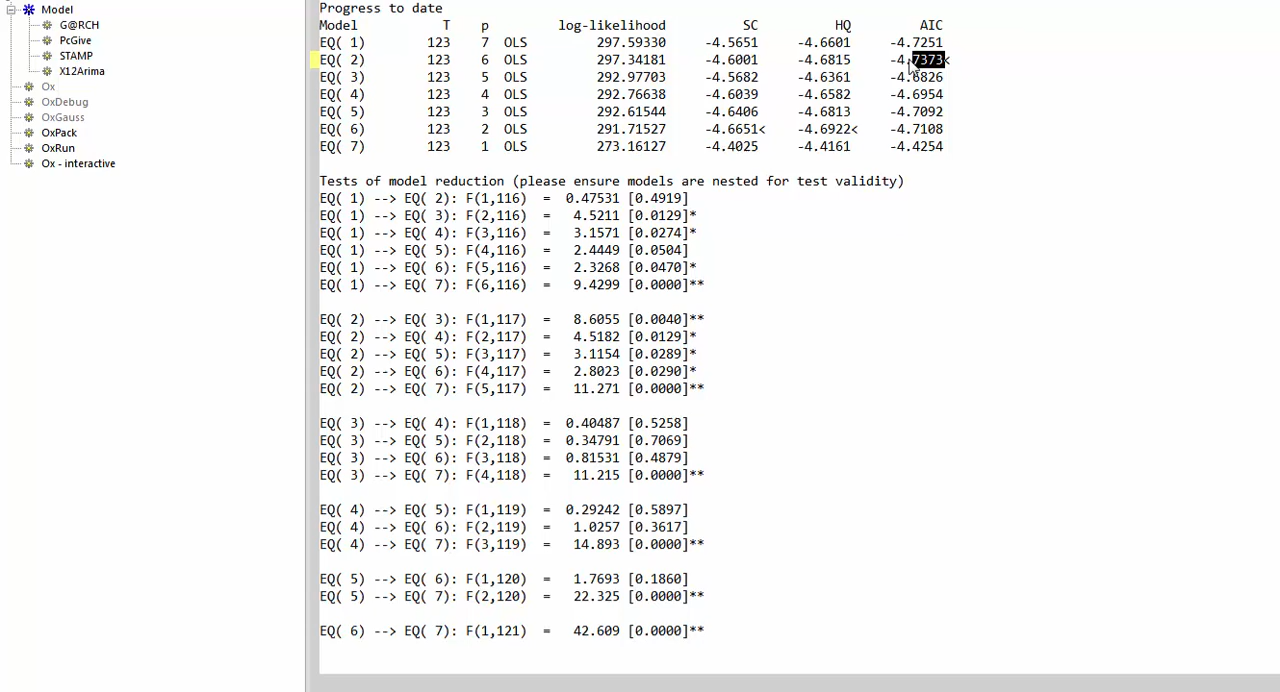 Model
G@RCH
PcGive
STAMP
X12Arima
Ox
OxDebug
OxGauss
OxPack
OxRun
Ox - interactive
Progress to date
Model T p log-likelihood SC HQ AIC
EQ( 1) 123 7 OLS 297.59330 -4.5651 -4.6601 -4.7251
EQ( 2) 123 6 OLS 297.34181 -4.6001 -4.6815 -4.7373<
EQ( 3) 123 5 OLS 292.97703 -4.5682 -4.6361 -4.6826
EQ( 4) 123 4 OLS 292.76638 -4.6039 -4.6582 -4.6954
EQ( 5) 123 3 OLS 292.61544 -4.6406 -4.6813 -4.7092
EQ( 6) 123 2 OLS 291.71527 -4.6651< -4.6922< -4.7108
EQ( 7) 123 1 OLS 273.16127 -4.4025 -4.4161 -4.4254
Tests of model reduction (please ensure models are nested for test validity)
EQ( 1) --> EQ( 2): F(1,116) = 0.47531 [0.4919]
EQ( 1) --> EQ( 3): F(2,116) = 4.5211 [0.0129]*
EQ( 1) --> EQ( 4): F(3,116) = 3.1571 [0.0274]*
EQ( 1) --> EQ( 5): F(4,116) = 2.4449 [0.0504]
EQ( 1) --> EQ( 6): F(5,116) = 2.3268 [0.0470]*
EQ( 1) --> EQ( 7): F(6,116) = 9.4299 [0.0000]**
EQ( 2) --> EQ( 3): F(1,117) = 8.6055 [0.0040]**
EQ( 2) --> EQ( 4): F(2,117) = 4.5182 [0.0129]*
EQ( 2) --> EQ( 5): F(3,117) = 3.1154 [0.0289]*
EQ( 2) --> EQ( 6): F(4,117) = 2.8023 [0.0290]*
EQ( 2) --> EQ( 7): F(5,117) = 11.271 [0.0000]**
EQ( 3) --> EQ( 4): F(1,118) = 0.40487 [0.5258]
EQ( 3) --> EQ( 5): F(2,118) = 0.34791 [0.7069]
EQ( 3) --> EQ( 6): F(3,118) = 0.81531 [0.4879]
EQ( 3) --> EQ( 7): F(4,118) = 11.215 [0.0000]**
EQ( 4) --> EQ( 5): F(1,119) = 0.29242 [0.5897]
EQ( 4) --> EQ( 6): F(2,119) = 1.0257 [0.3617]
EQ( 4) --> EQ( 7): F(3,119) = 14.893 [0.0000]**
EQ( 5) --> EQ( 6): F(1,120) = 1.7693 [0.1860]
EQ( 5) --> EQ( 7): F(2,120) = 22.325 [0.0000]**
EQ( 6) --> EQ( 7): F(1,121) = 42.609 [0.0000]**